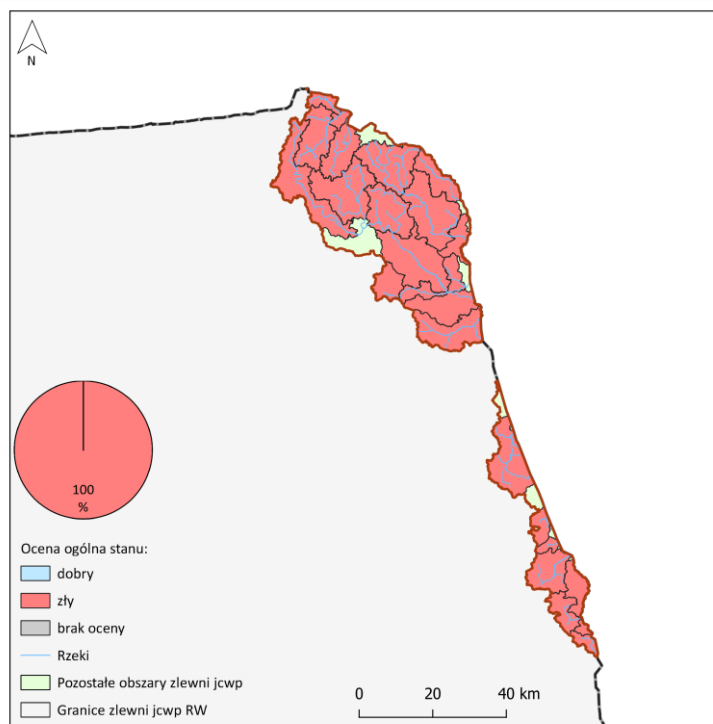 N
100
%
Ocena ogólna stanu:
dobry
zły
brak oceny
Rzeki
Pozostałe obszary zlewni jcwp
Granice zlewni jcwp RW
0 20 40 km